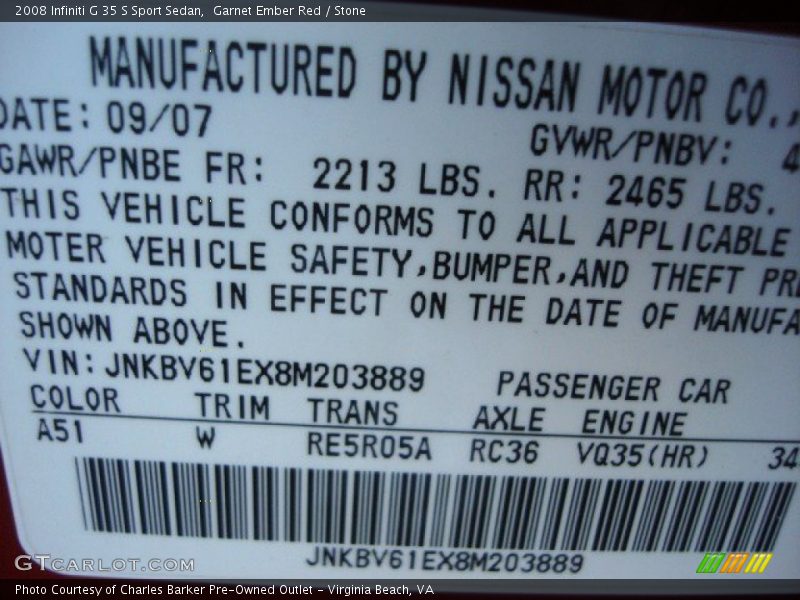 2008 Infiniti G 35 S Sport Sedan,  Garnet Ember Red / Stone
MANUFACTURED BY NISSAN MOTOR CO.,
DATE: 09/07 GVWR/PNBV: 4
GAWR/PNBE FR: 2213 LBS. RR: 2465 LBS.
THIS VEHICLE CONFORMS TO ALL APPLICABLE
MOTER VEHICLE SAFETY,BUMPER,AND THEFT PRE
STANDARDS IN EFFECT ON THE DATE OF MANUFA
SHOWN ABOVE.
VIN: JNKBV61EX8M203889 PASSENGER CAR
COLOR TRIM TRANS AXLE ENGINE
A51 W RE5R05A RC36 VQ35(HR) 34
JNKBV61EX8M203889
GTCARLOT.COM
Photo Courtesy of Charles Barker Pre-Owned Outlet - Virginia Beach, VA